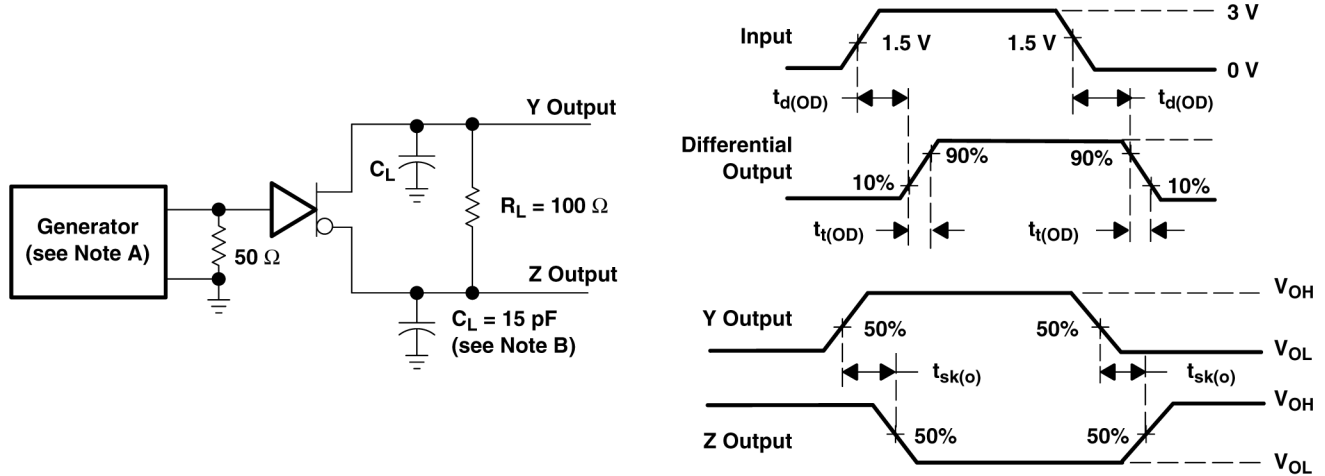 Generator
(see Note A)
50 Ω
Y Output
C_L
R_L = 100 Ω
Z Output
C_L = 15 pF
(see Note B)
Input
1.5 V
1.5 V
3 V
0 V
t_d(OD)
t_d(OD)
Differential
Output
90%
90%
10%
10%
t_t(OD)
t_t(OD)
Y Output
50%
50%
V_OH
V_OL
t_sk(o)
t_sk(o)
Z Output
50%
50%
V_OH
V_OL